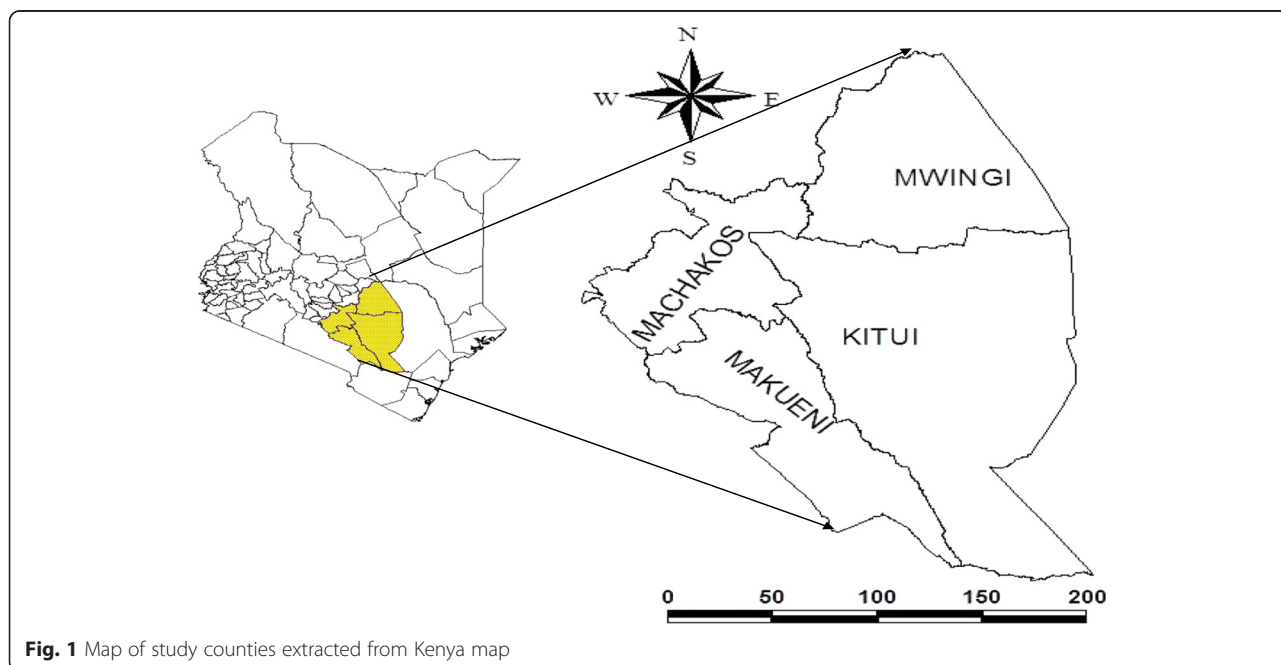 N
W E
S
MWINGI
MACHAKOS
KITUI
MAKUENI
0 50 100 150 200
Fig. 1 Map of study counties extracted from Kenya map